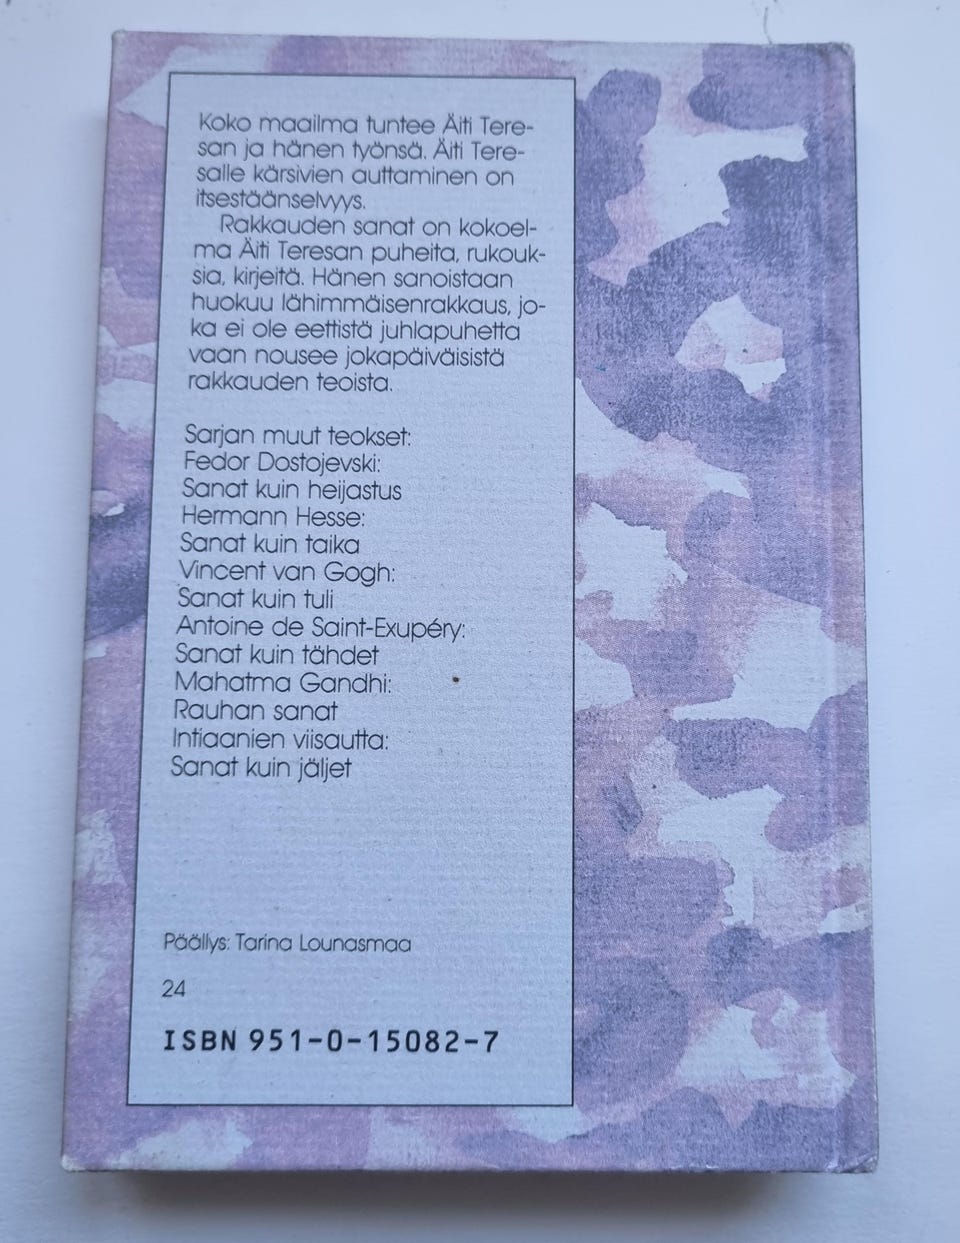 Koko maailma tuntee Äiti Tere-
san ja hänen työnsä. Äiti Tere-
salle kärsivien auttaminen on
itsestäänselvyys.
Rakkauden sanat on kokoel-
ma Äiti Teresan puheita, rukouk-
sia, kirjeitä. Hänen sanoistaan
huokuu lähimmäisenrakkaus, jo-
ka ei ole eettistä juhlapuhetta
vaan nousee jokapäiväisistä
rakkauden teoista.
Sarjan muut teokset:
Fedor Dostojevski:
Sanat kuin heijastus
Hermann Hesse:
Sanat kuin taika
Vincent van Gogh:
Sanat kuin tuli
Antoine de Saint-Exupéry:
Sanat kuin tähdet
Mahatma Gandhi:
Rauhan sanat
Intiaanien viisautta:
Sanat kuin jäljet
Päällys: Tarina Lounasmaa
24
ISBN 951-0-15082-7